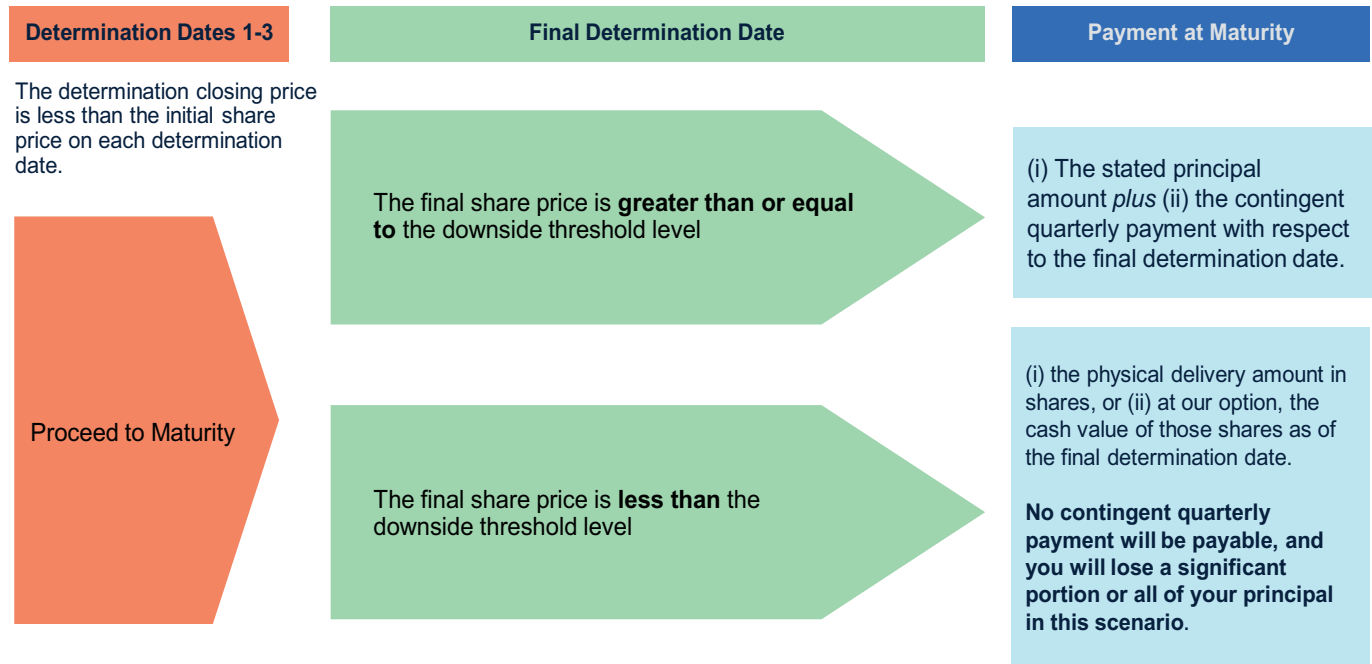 Determination Dates 1-3
Final Determination Date
Payment at Maturity
The determination closing price
is less than the initial share
price on each determination
date.
Proceed to Maturity
The final share price is greater than or equal
to the downside threshold level
(i) The stated principal
amount plus (ii) the contingent
quarterly payment with respect
to the final determination date.
The final share price is less than the
downside threshold level
(i) the physical delivery amount in
shares, or (ii) at our option, the
cash value of those shares as of
the final determination date.
No contingent quarterly
payment will be payable, and
you will lose a significant
portion or all of your principal
in this scenario.